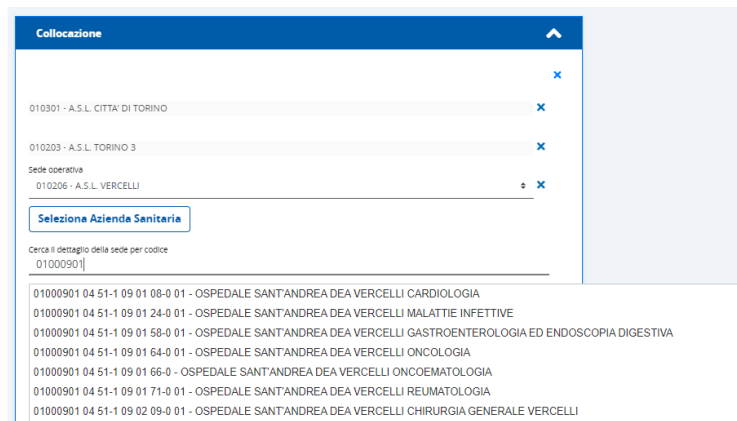 Collocazione
010301 - A.S.L. CITTA' DI TORINO
010203 - A.S.L. TORINO 3
Sede operativa
010206 - A.S.L. VERCELLI
Seleziona Azienda Sanitaria
Cerca il dettaglio della sede per codice
01000901
01000901 04 51-1 09 01 08-0 01 - OSPEDALE SANT'ANDREA DEA VERCELLI CARDIOLOGIA
01000901 04 51-1 09 01 24-0 01 - OSPEDALE SANT'ANDREA DEA VERCELLI MALATTIE INFETTIVE
01000901 04 51-1 09 01 58-0 01 - OSPEDALE SANT'ANDREA DEA VERCELLI GASTROENTEROLOGIA ED ENDOSCOPIA DIGESTIVA
01000901 04 51-1 09 01 64-0 01 - OSPEDALE SANT'ANDREA DEA VERCELLI ONCOLOGIA
01000901 04 51-1 09 01 66-0 - OSPEDALE SANT'ANDREA DEA VERCELLI ONCOEMATOLOGIA
01000901 04 51-1 09 01 71-0 01 - OSPEDALE SANT'ANDREA DEA VERCELLI REUMATOLOGIA
01000901 04 51-1 09 02 09-0 01 - OSPEDALE SANT'ANDREA DEA VERCELLI CHIRURGIA GENERALE VERCELLI